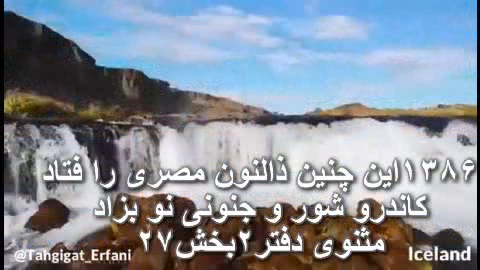 ۱۳۸۶این چنین ذالنون مصری را فتاد
کاندرو شور و جنونی نو بزاد
مثنوی دفتر۲بخش۲۷
@Tahgigat_Erfani
Iceland